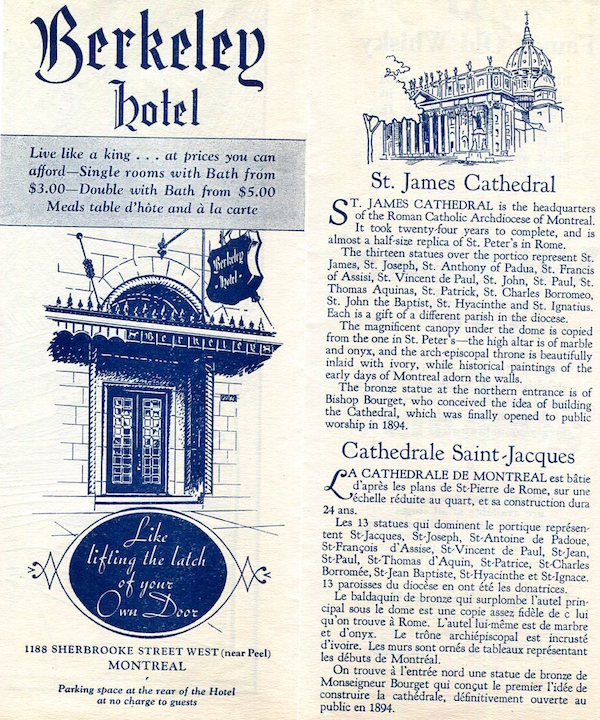 Berkeley
Hotel
Live like a king . . . at prices you can
afford—Single rooms with Bath from
$3.00—Double with Bath from $5.00
Meals table d'hôte and à la carte
Berkeley
Hotel
BERKELEY
Like
lifting the latch
of your
Own Door
1188 SHERBROOKE STREET WEST (near Peel)
MONTREAL
Parking space at the rear of the Hotel
at no charge to guests
St. James Cathedral
ST. JAMES CATHEDRAL is the headquarters
of the Roman Catholic Archdiocese of Montreal.
It took twenty-four years to complete, and is
almost a half-size replica of St. Peter's in Rome.
The thirteen statues over the portico represent St.
James, St. Joseph, St. Anthony of Padua, St. Francis
of Assisi, St. Vincent de Paul, St. John, St. Paul, St.
Thomas Aquinas, St. Patrick, St. Charles Borromeo,
St. John the Baptist, St. Hyacinthe and St. Ignatius.
Each is a gift of a different parish in the diocese.
The magnificent canopy under the dome is copied
from the one in St. Peter's—the high altar is of marble
and onyx, and the arch-episcopal throne is beautifully
inlaid with ivory, while historical paintings of the
early days of Montreal adorn the walls.
The bronze statue at the northern entrance is of
Bishop Bourget, who conceived the idea of building
the Cathedral, which was finally opened to public
worship in 1894.
Cathedrale Saint-Jacques
LA CATHEDRALE DE MONTREAL est bâtie
d'après les plans de St-Pierre de Rome, sur une
échelle réduite au quart, et sa construction dura
24 ans.
Les 13 statues qui dominent le portique représen-
tent St-Jacques, St-Joseph, St-Antoine de Padoue,
St-François d'Assise, St-Vincent de Paul, St-Jean,
St-Paul, St-Thomas d'Aquin, St-Patrice, St-Charles
Borromée, St-Jean Baptiste, St-Hyacinthe et St-Ignace.
13 paroisses du diocèse en ont été les donatrices.
Le baldaquin de bronze qui surplombe l'autel prin-
cipal sous le dome est une copie assez fidèle de c lui
qu'on trouve à Rome. L'autel lui-même est de marbre
et d'onyx. Le trône archiépiscopal est incrusté
d'ivoire. Les murs sont ornés de tableaux représentant
les débuts de Montréal.
On trouve à l'entrée nord une statue de bronze de
Monseigneur Bourget qui conçut le premier l'idée de
construire la cathédrale, définitivement ouverte au
public en 1894.